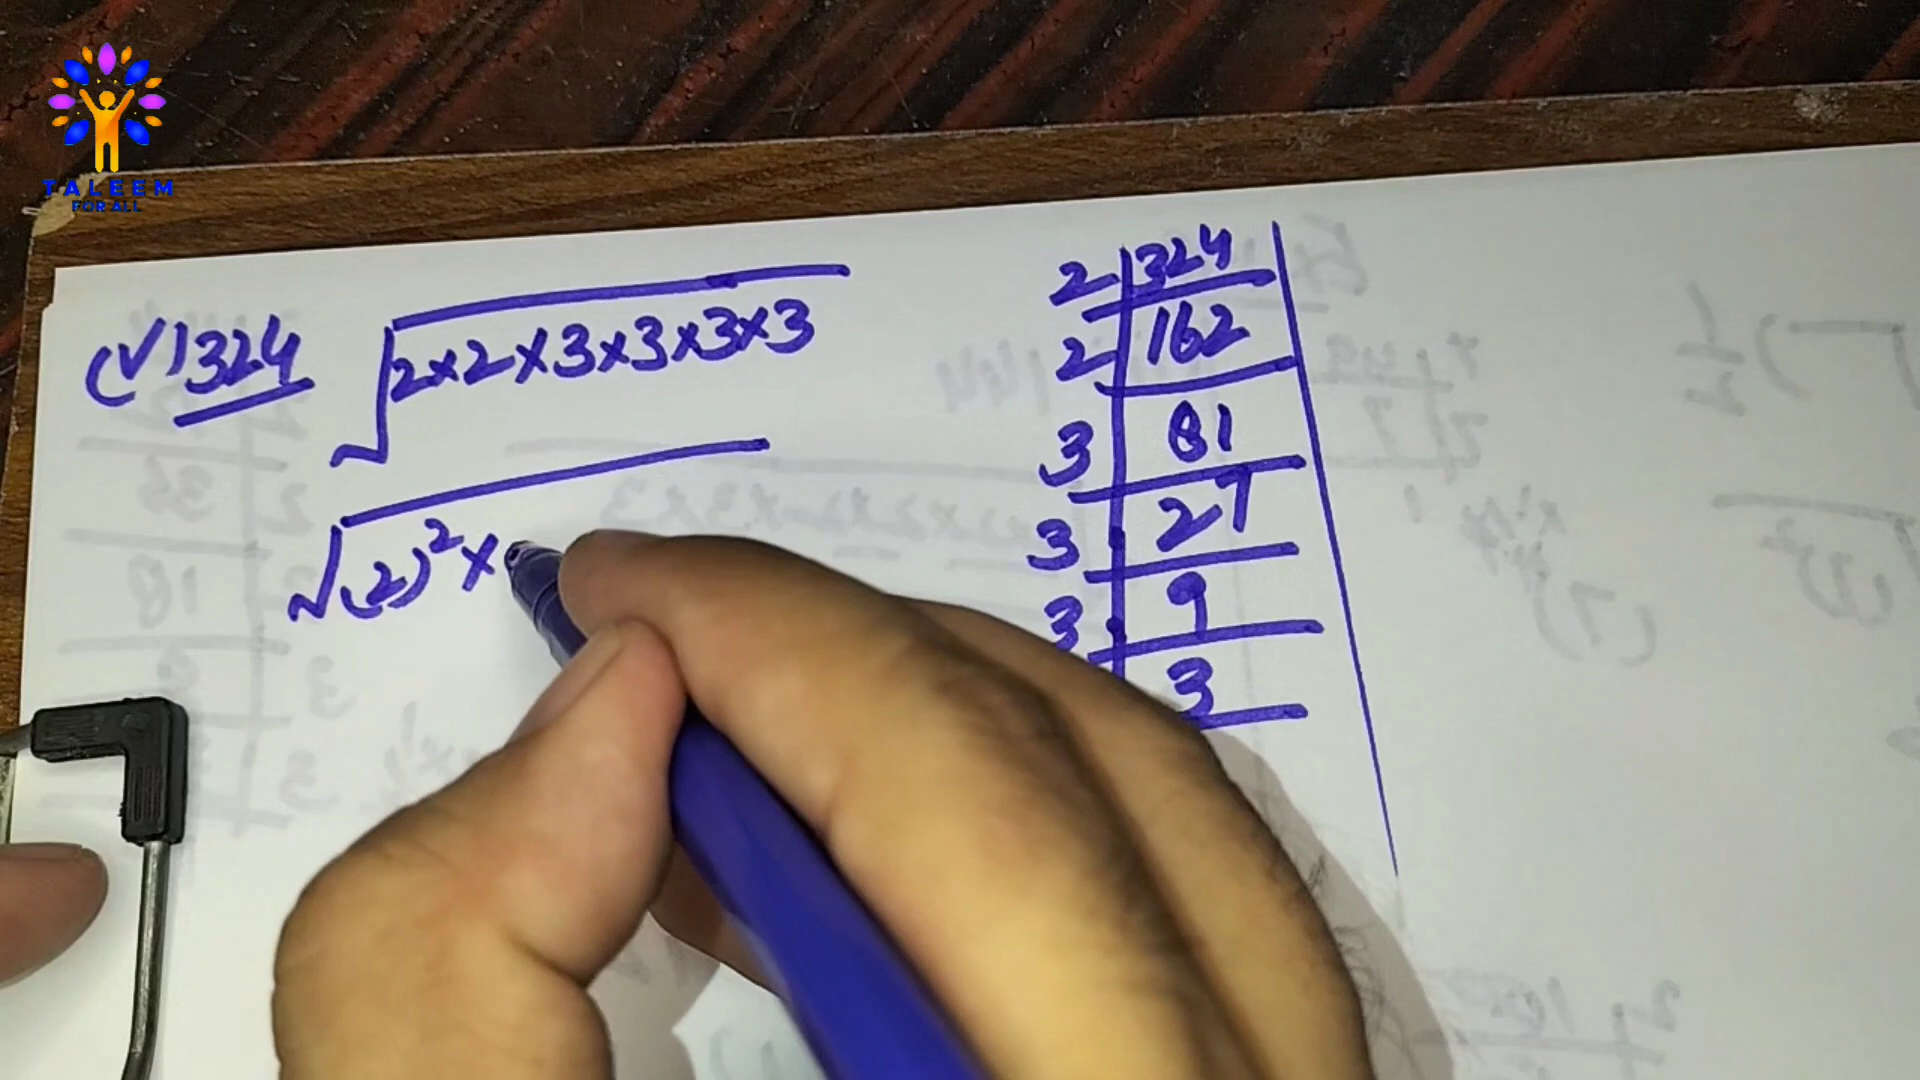 TALEEM
FOR ALL
(V) 324 √2×2×3×3×3×3
√(2)²×
2 | 324
2 | 162
3 | 81
3 | 27
3 | 9
3